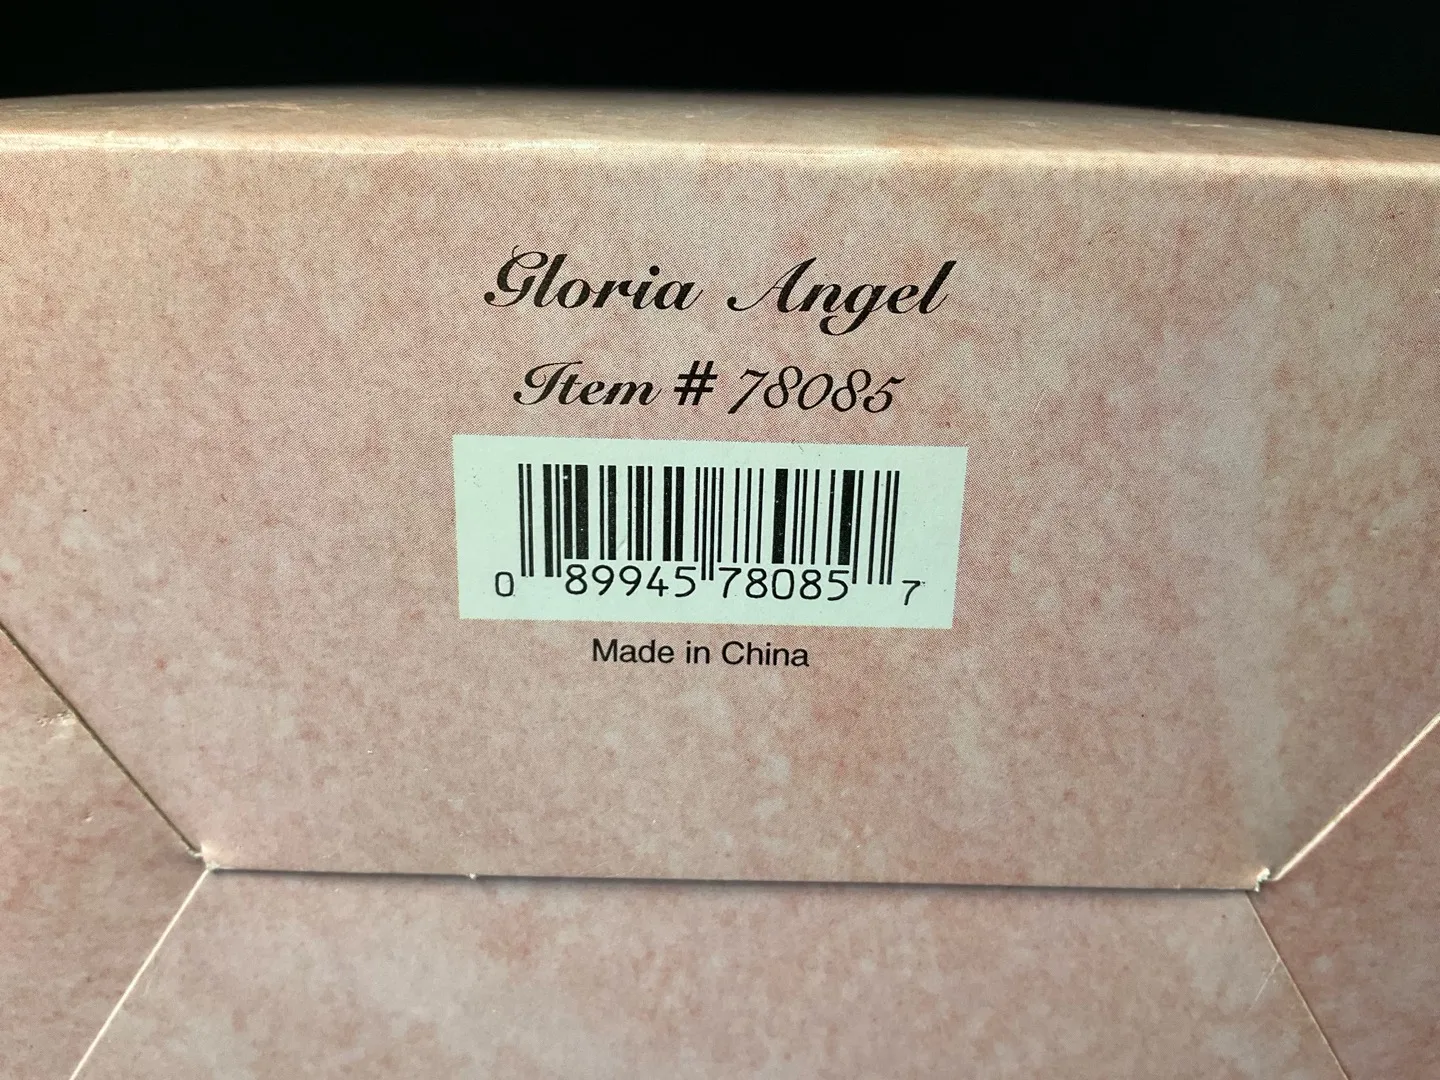 Gloria Angel
Item # 78085
0 89945 78085 7
Made in China